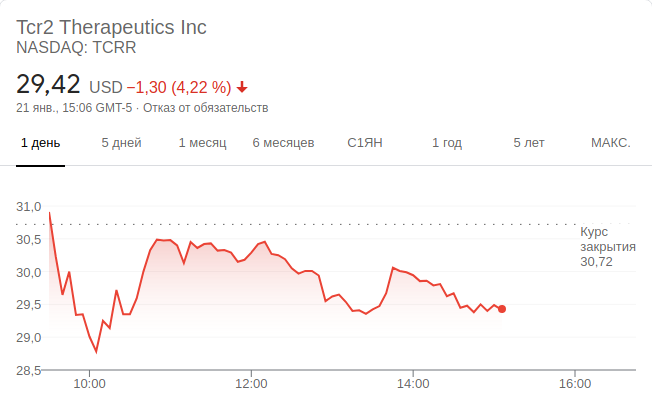 Tcr2 Therapeutics Inc
NASDAQ: TCRR
29,42 USD −1,30 (4,22 %)
21 янв., 15:06 GMT-5 · Отказ от обязательств
1 день 5 дней 1 месяц 6 месяцев С1ЯН 1 год 5 лет МАКС.
31,0
30,5
30,0
29,5
29,0
28,5
Курс
закрытия
30,72
10:00 12:00 14:00 16:00